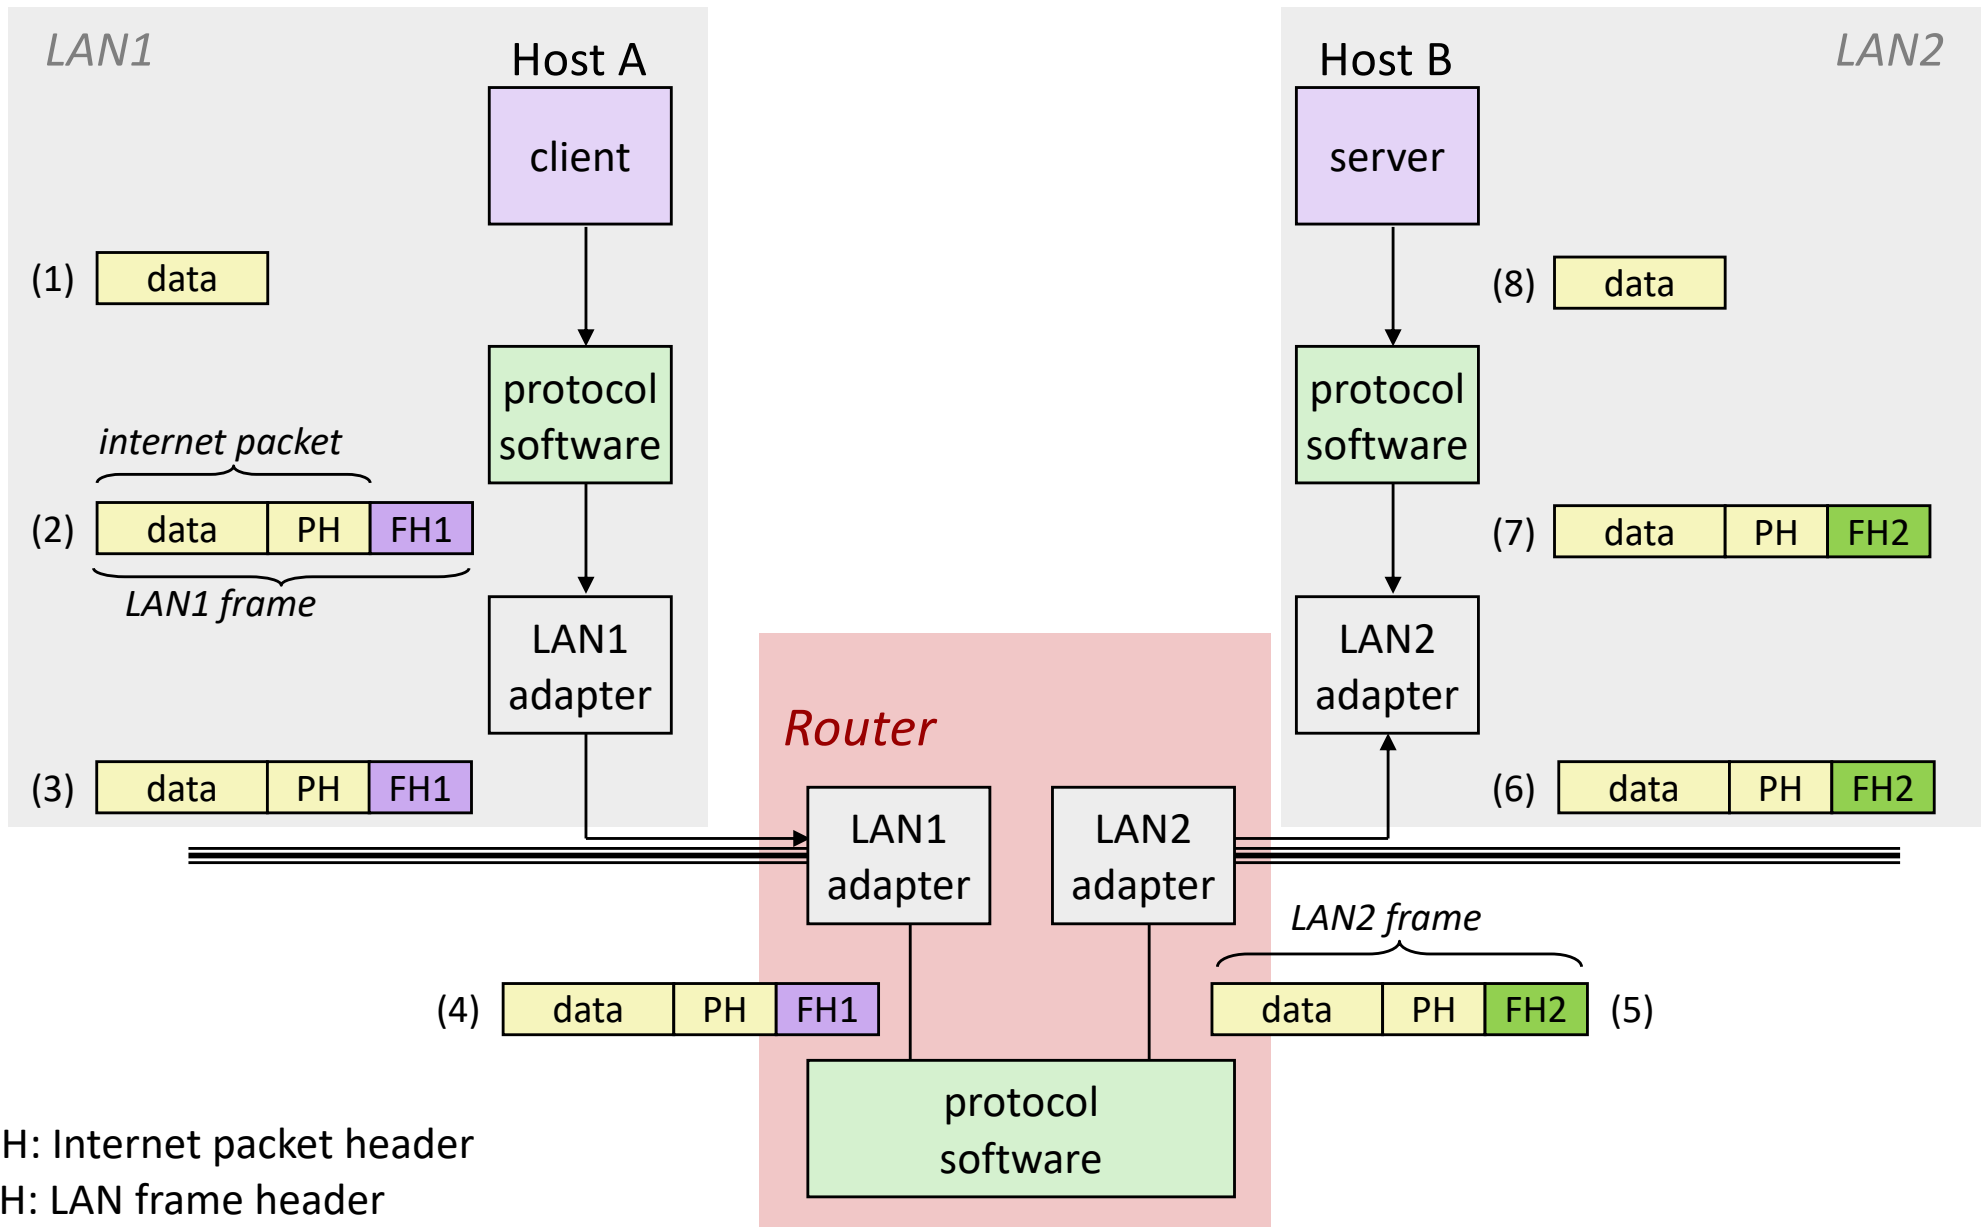 LAN1
Host A
Host B
LAN2
client
server
(1) data
(8) data
protocol
software
protocol
software
internet packet
(2) data PH FH1
LAN1 frame
(7) data PH FH2
LAN1
adapter
LAN2
adapter
Router
(3) data PH FH1
(6) data PH FH2
LAN1
adapter
LAN2
adapter
LAN2 frame
(4) data PH FH1
data PH FH2 (5)
protocol
software
H: Internet packet header
H: LAN frame header